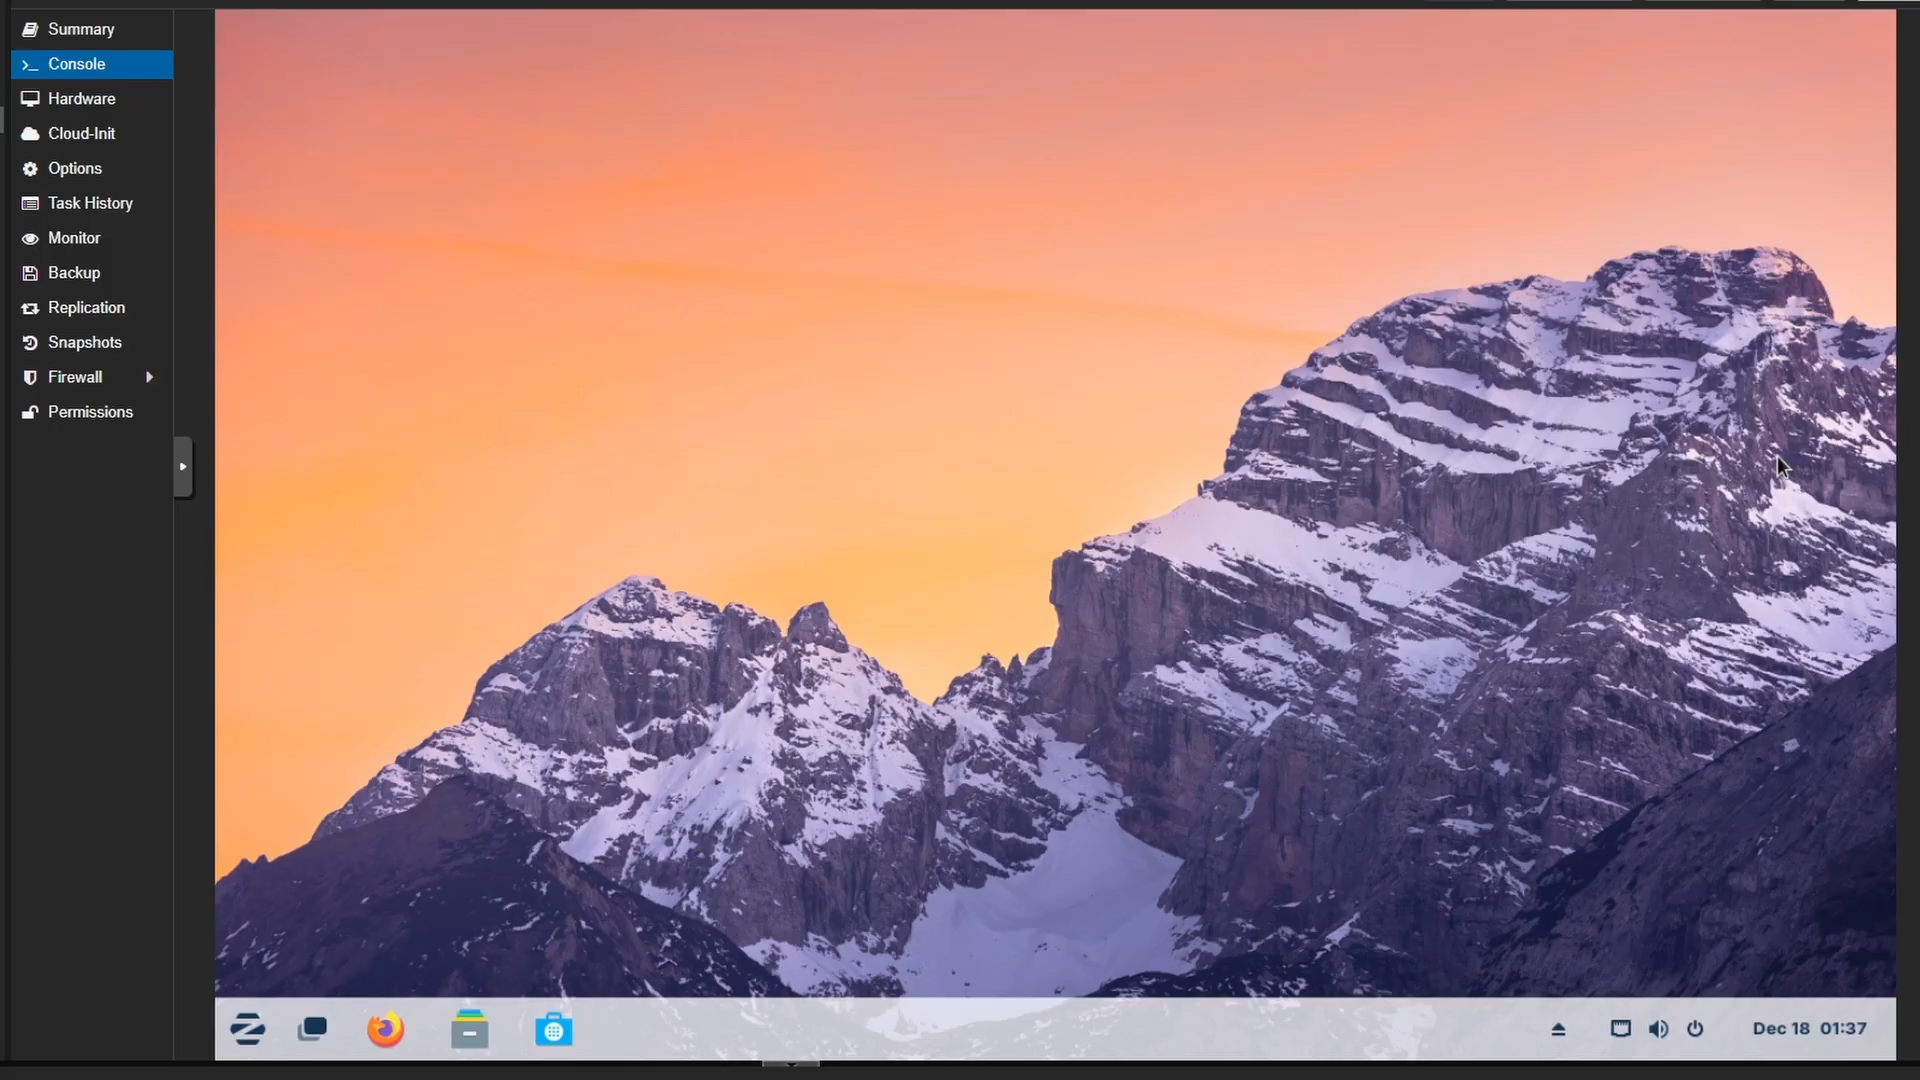 Summary
Console
Hardware
Cloud-Init
Options
Task History
Monitor
Backup
Replication
Snapshots
Firewall
Permissions
Dec 18 01:37